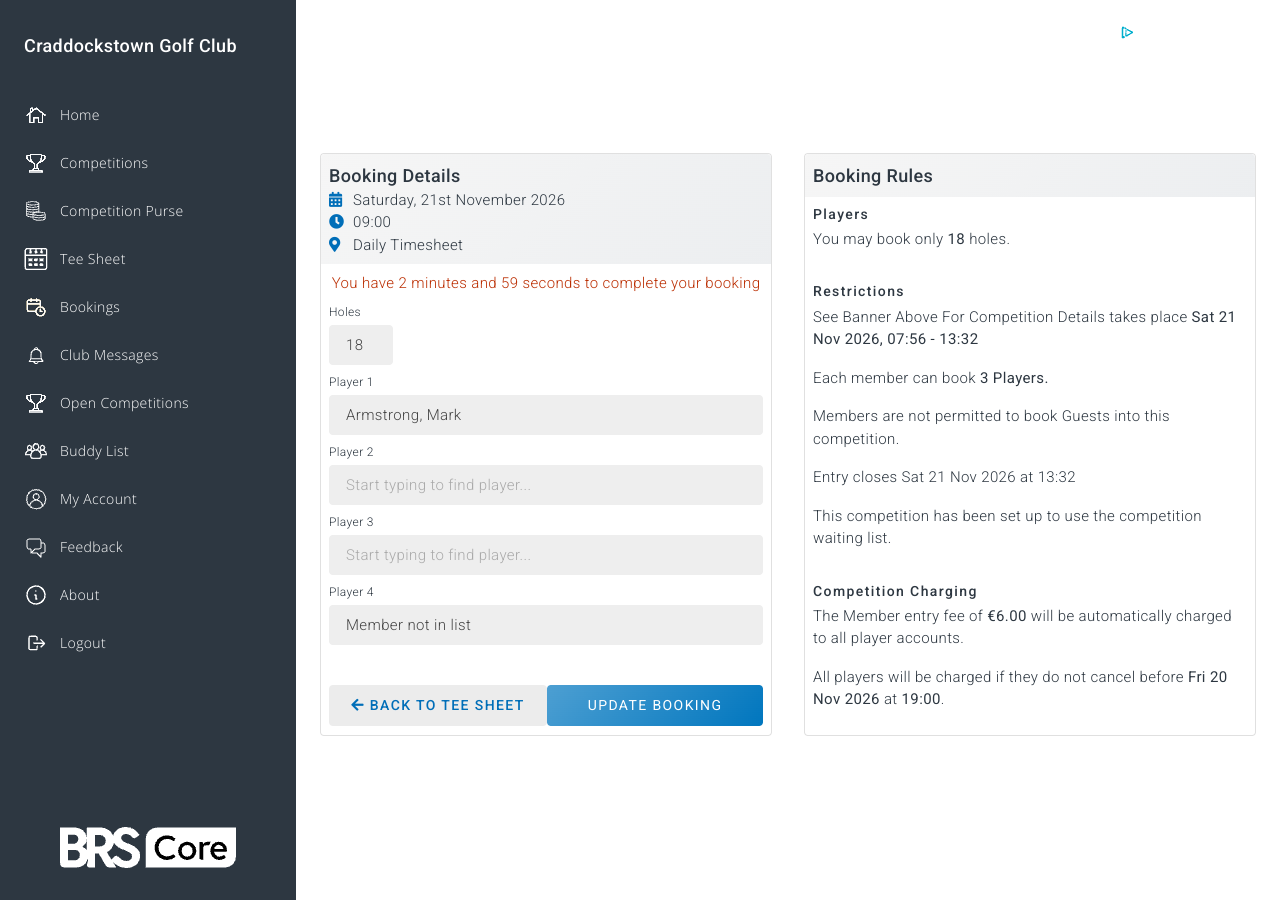 Craddockstown Golf Club
Home
Competitions
Competition Purse
Tee Sheet
Bookings
Club Messages
Open Competitions
Buddy List
My Account
Feedback
About
Logout
BRS Core
Booking Details
Saturday, 21st November 2026
09:00
Daily Timesheet
You have 2 minutes and 59 seconds to complete your booking
Holes
18
Player 1
Armstrong, Mark
Player 2
Start typing to find player...
Player 3
Start typing to find player...
Player 4
Member not in list
BACK TO TEE SHEET
UPDATE BOOKING
Booking Rules
Players
You may book only 18 holes.
Restrictions
See Banner Above For Competition Details takes place Sat 21
Nov 2026, 07:56 - 13:32
Each member can book 3 Players.
Members are not permitted to book Guests into this
competition.
Entry closes Sat 21 Nov 2026 at 13:32
This competition has been set up to use the competition
waiting list.
Competition Charging
The Member entry fee of €6.00 will be automatically charged
to all player accounts.
All players will be charged if they do not cancel before Fri 20
Nov 2026 at 19:00.